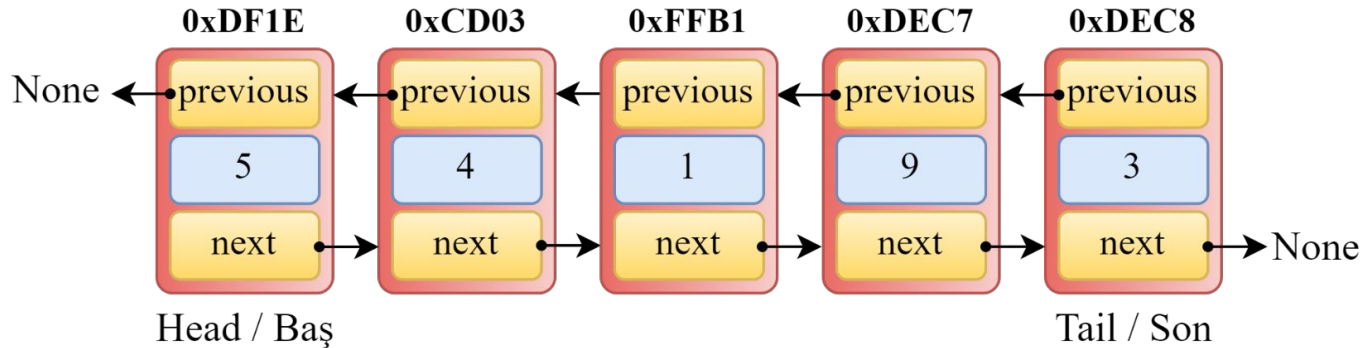 0xDF1E 0xCD03 0xFFB1 0xDEC7 0xDEC8
None previous previous previous previous previous
5 4 1 9 3
next next next next next None
Head / Baş Tail / Son